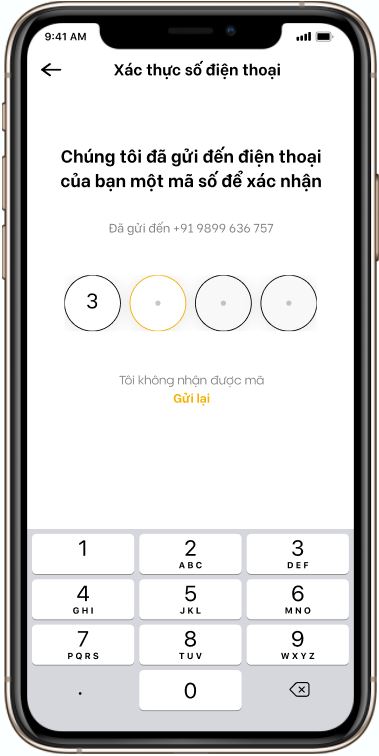 9:41 AM
Xác thực số điện thoại
Chúng tôi đã gửi đến điện thoại
của bạn một mã số để xác nhận
Đã gửi đến +91 9899 636 757
3
Tôi không nhận được mã
Gửi lại
1 2 3
ABC DEF
4 5 6
GHI JKL MNO
7 8 9
PQRS TUV WXYZ
. 0